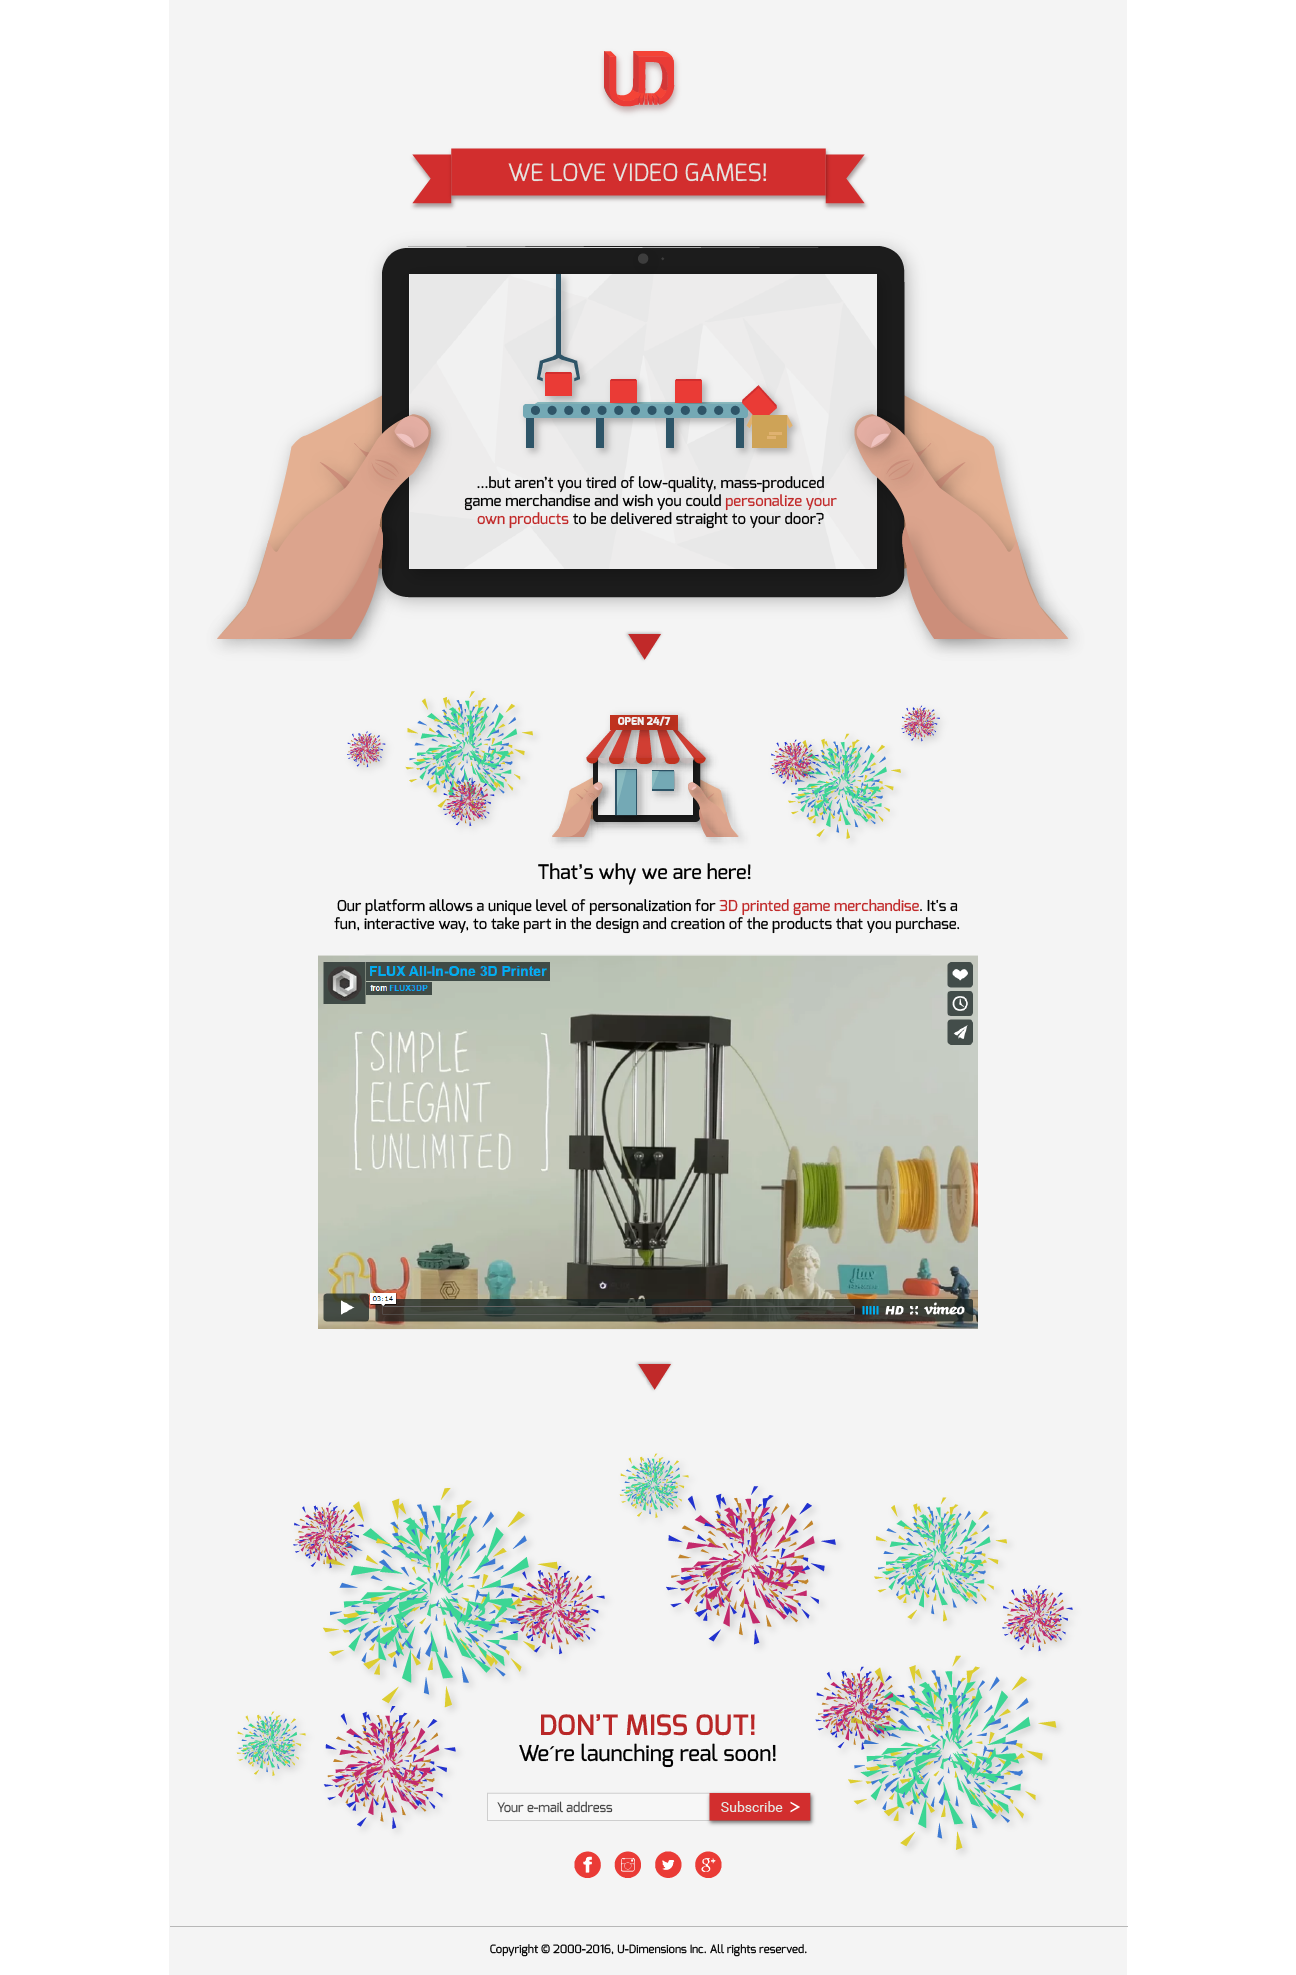 UD
WE LOVE VIDEO GAMES!
...but aren't you tired of low-quality, mass-produced
game merchandise and wish you could personalize your
own products to be delivered straight to your door?
OPEN 24/7
That's why we are here!
Our platform allows a unique level of personalization for 3D printed game merchandise. It's a
fun, interactive way, to take part in the design and creation of the products that you purchase.
FLUX All-In-One 3D Printer
from FLUX3DP
SIMPLE
ELEGANT
UNLIMITED
flux
03:14
HD vimeo
DON'T MISS OUT!
We´re launching real soon!
Your e-mail address
Subscribe >
f g+
Copyright © 2000-2016, U-Dimensions Inc. All rights reserved.